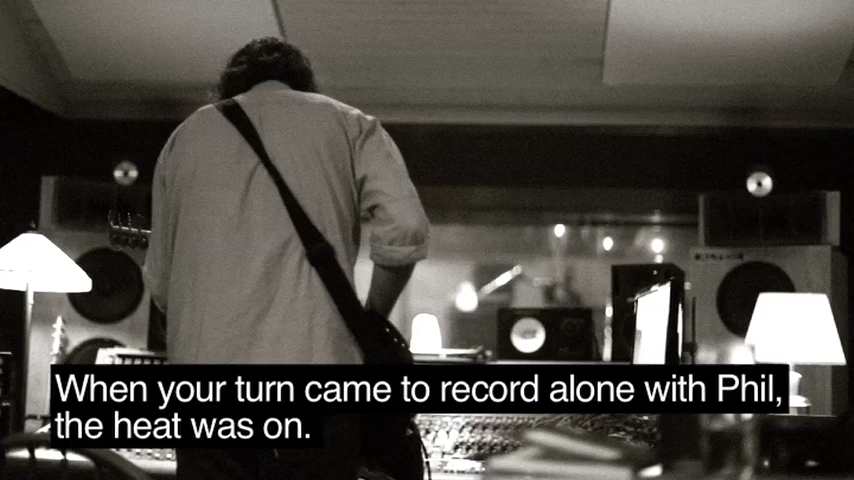 When your turn came to record alone with Phil,
the heat was on.